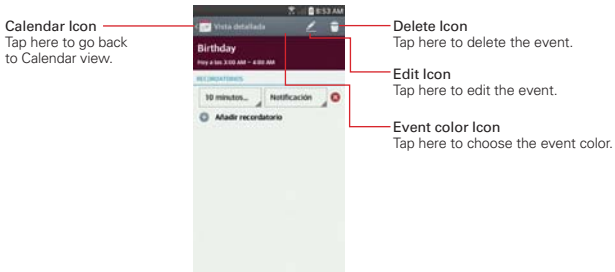 Calendar Icon
Tap here to go back
to Calendar view.
8:53 AM
Vista detallada
Birthday
Hoy a las 3:00 AM – 4:00 AM
RECORDATORIOS
10 minutos...
Notificación
Añadir recordatorio
Delete Icon
Tap here to delete the event.
Edit Icon
Tap here to edit the event.
Event color Icon
Tap here to choose the event color.